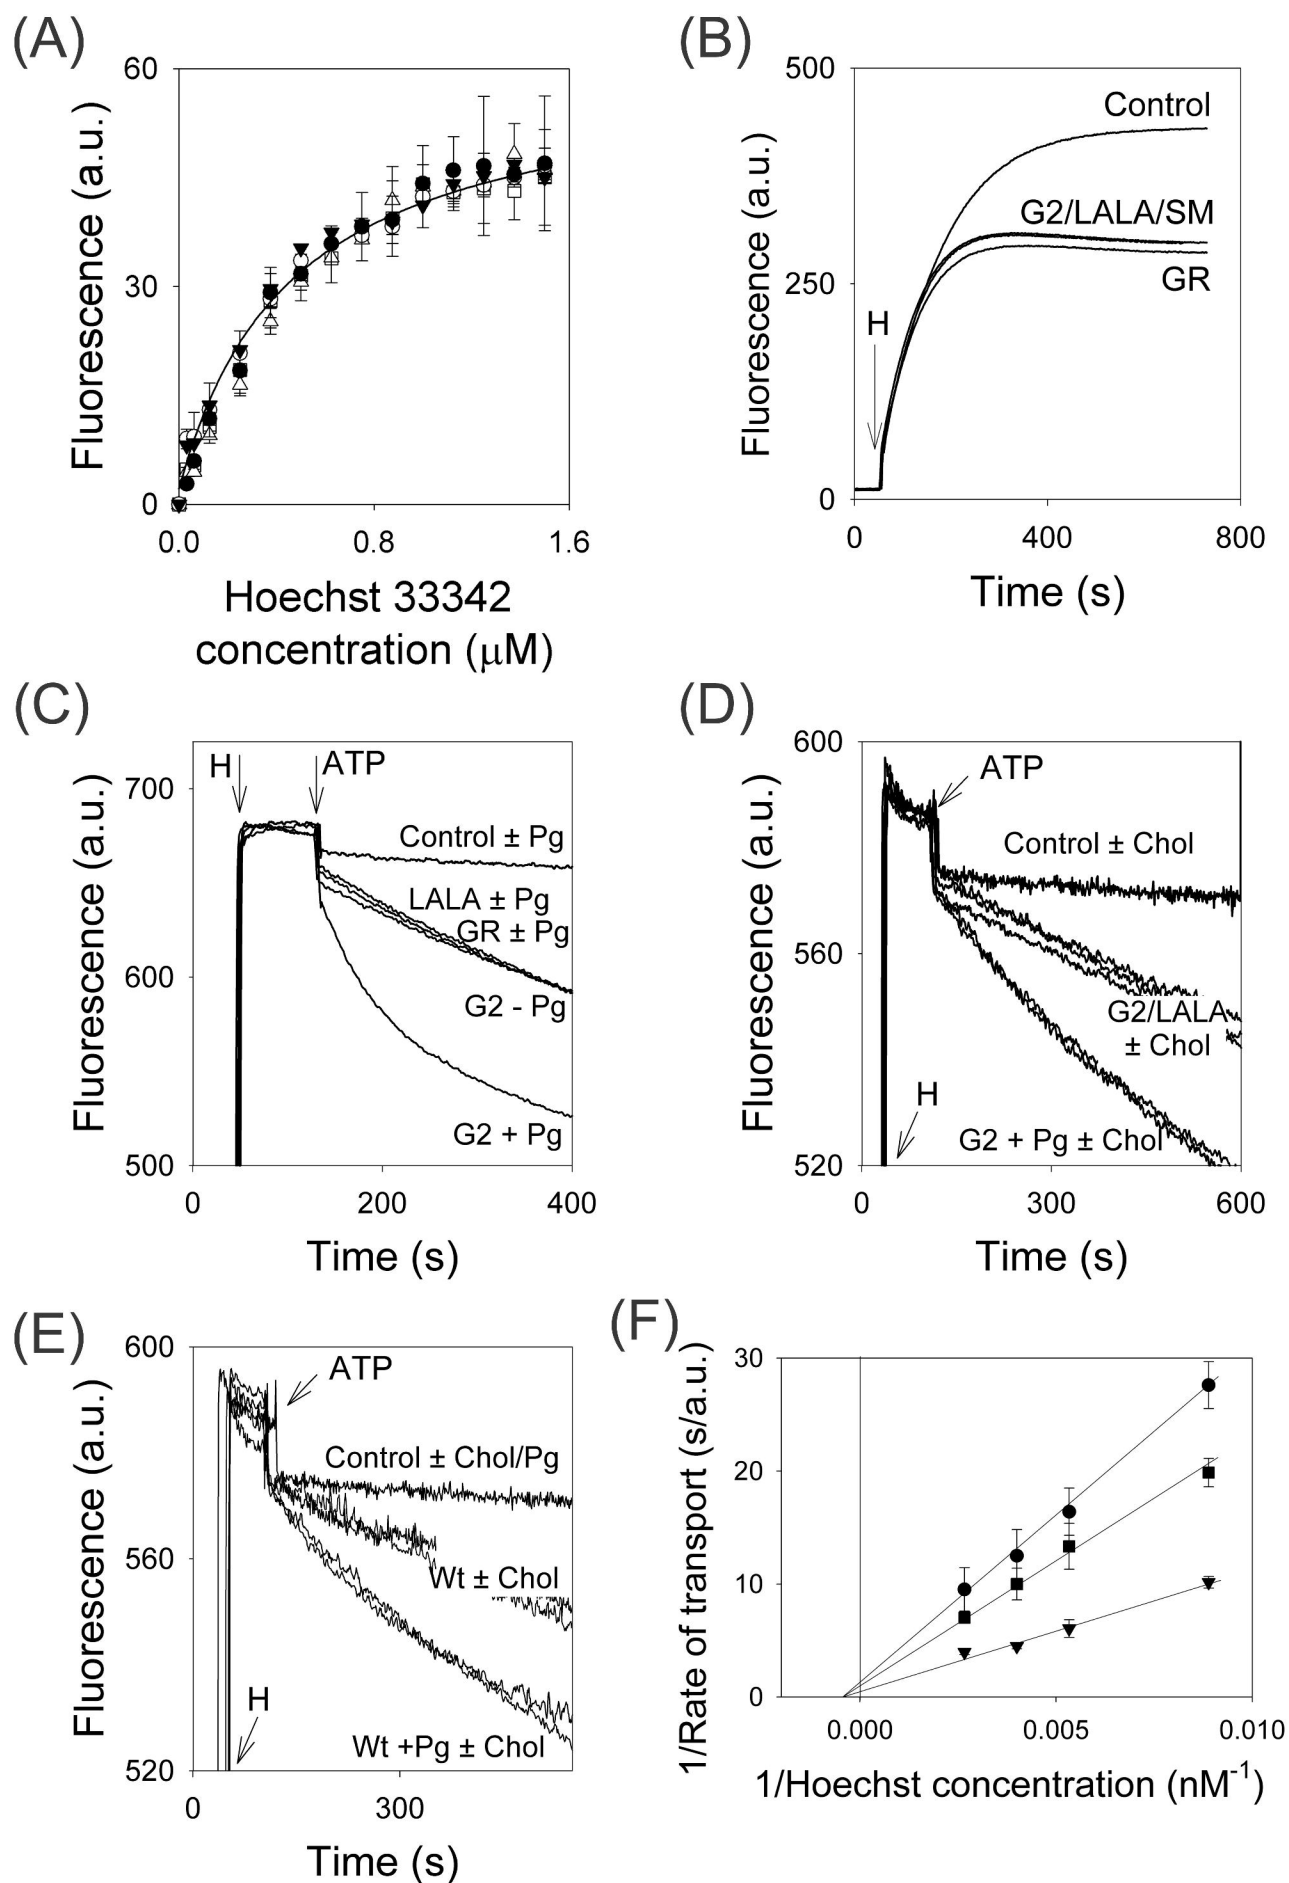 (A)
60
30
0
Fluorescence (a.u.)
0.0
0.8
1.6
Hoechst 33342
concentration (μM)
(B)
500
250
0
Fluorescence (a.u.)
Control
G2/LALA/SM
GR
H
0
400
800
Time (s)
(C)
700
600
500
Fluorescence (a.u.)
H
ATP
Control ± Pg
LALA ± Pg
GR ± Pg
G2 - Pg
G2 + Pg
0
200
400
Time (s)
(D)
600
560
520
Fluorescence (a.u.)
ATP
Control ± Chol
G2/LALA
± Chol
H
G2 + Pg ± Chol
0
300
600
Time (s)
(E)
600
560
520
Fluorescence (a.u.)
ATP
Control ± Chol/Pg
Wt ± Chol
H
Wt +Pg ± Chol
0
300
Time (s)
(F)
30
20
10
0
1/Rate of transport (s/a.u.)
0.000
0.005
0.010
1/Hoechst concentration (nM⁻¹)